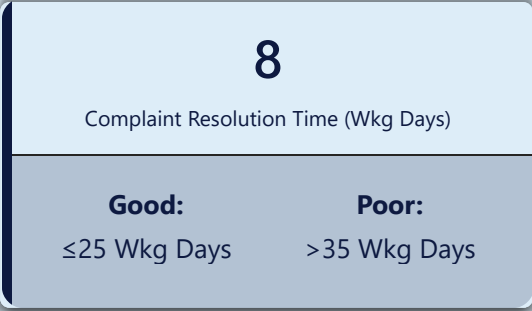 8
Complaint Resolution Time (Wkg Days)
Good: Poor:
≤25 Wkg Days >35 Wkg Days